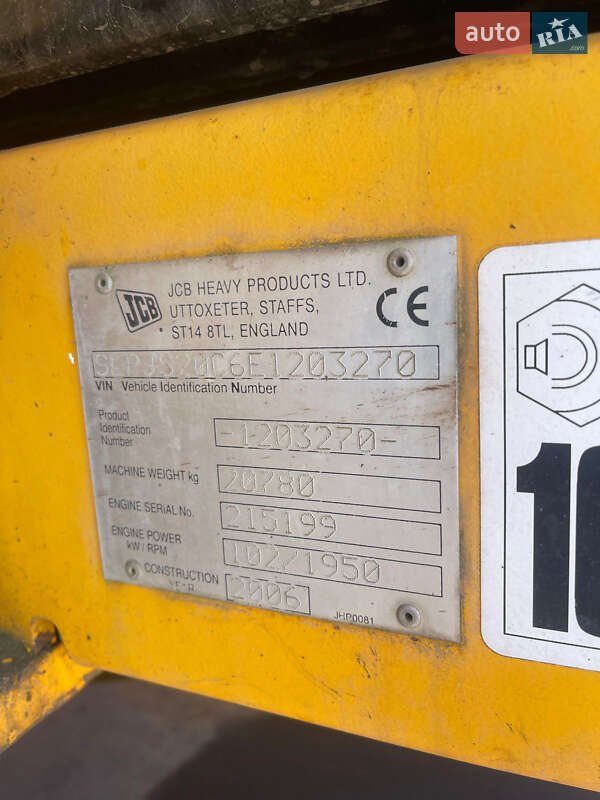 auto RIA.com
JCB
JCB HEAVY PRODUCTS LTD.
UTTOXETER, STAFFS,
ST14 8TL, ENGLAND
CE
VIN Vehicle Identification Number
Product
Identification
Number
-1203270-
MACHINE WEIGHT kg
20780
ENGINE SERIAL No.
215199
ENGINE POWER
kW / RPM
102/1950
CONSTRUCTION
YEAR
2006
JHP0081